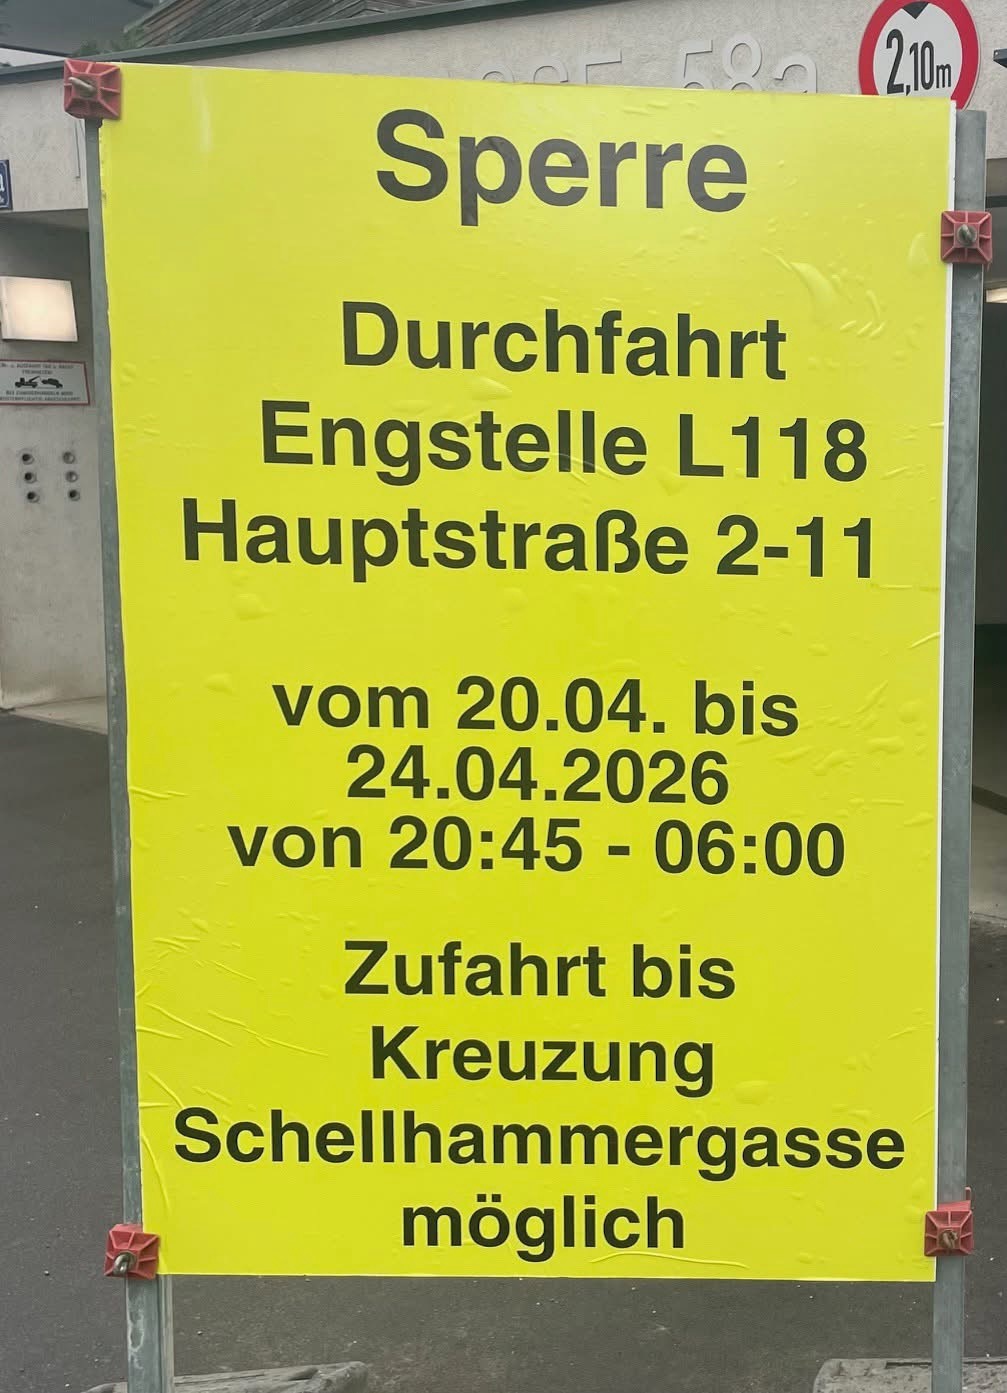 58a
2,10m
Sperre
Durchfahrt
Engstelle L118
Hauptstraße 2-11
vom 20.04. bis
24.04.2026
von 20:45 - 06:00
Zufahrt bis
Kreuzung
Schellhammergasse
möglich